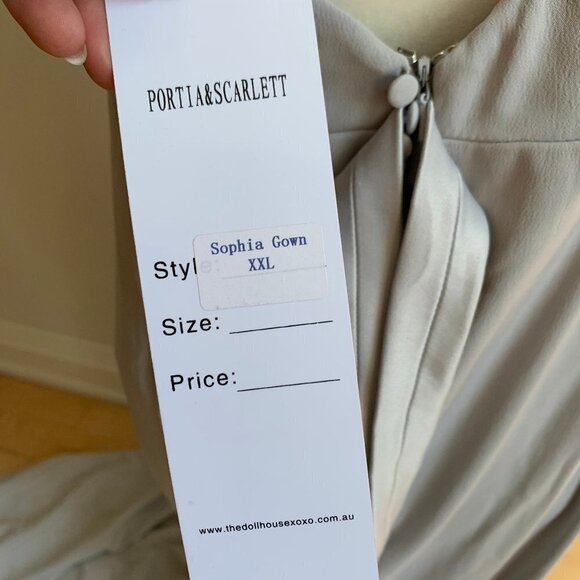 PORTIA&SCARLETT
Sophia Gown
Style:
XXL
Size:
Price:
www.thedollhousexoxo.com.au